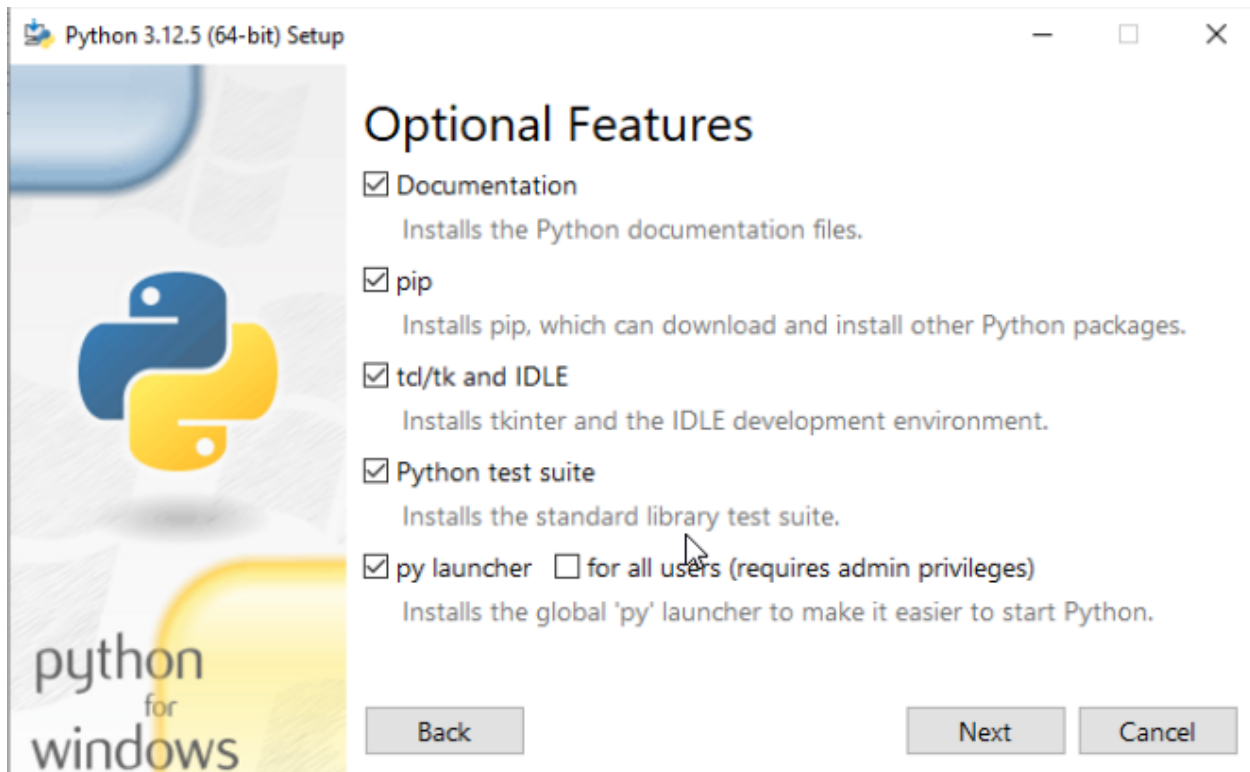 Python 3.12.5 (64-bit) Setup
Optional Features
Documentation
Installs the Python documentation files.
pip
Installs pip, which can download and install other Python packages.
tcl/tk and IDLE
Installs tkinter and the IDLE development environment.
Python test suite
Installs the standard library test suite.
py launcher for all users (requires admin privileges)
Installs the global 'py' launcher to make it easier to start Python.
python
for
windows
Back Next Cancel